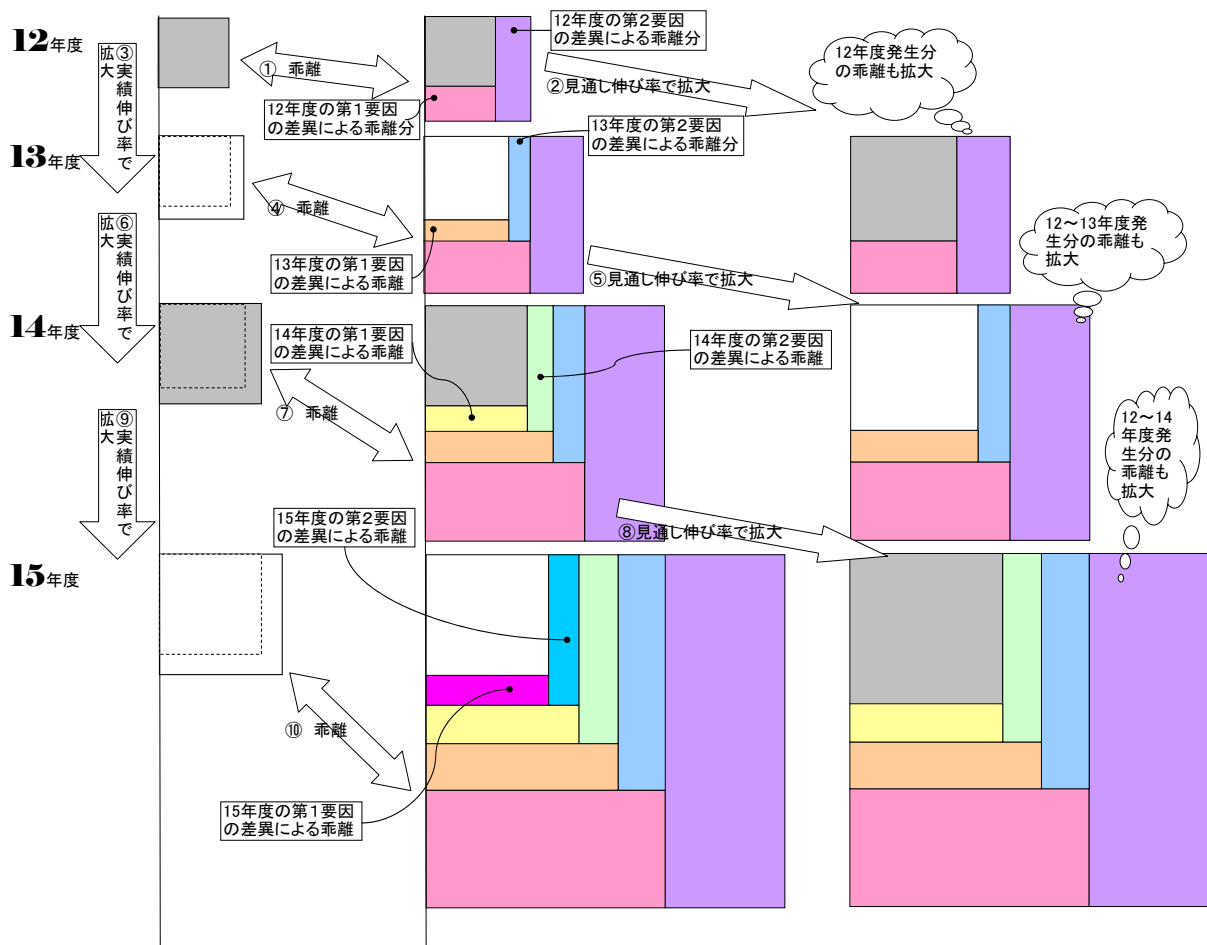 12年度
③実績伸び率で
拡大
① 乖離
12年度の第2要因
の差異による乖離分
②見通し伸び率で拡大
12年度発生分
の乖離も拡大
12年度の第1要因
の差異による乖離分
13年度の第2要因
の差異による乖離分
13年度
④ 乖離
⑥実績伸び率で
拡大
13年度の第1要因
の差異による乖離
⑤見通し伸び率で拡大
12~13年度発
生分の乖離も
拡大
14年度
14年度の第1要因
の差異による乖離
14年度の第2要因
の差異による乖離
⑦ 乖離
⑨実績伸び率で
拡大
12~14
年度発
生分の
乖離も
拡大
15年度の第2要因
の差異による乖離
⑧見通し伸び率で拡大
15年度
⑩ 乖離
15年度の第1要因
の差異による乖離